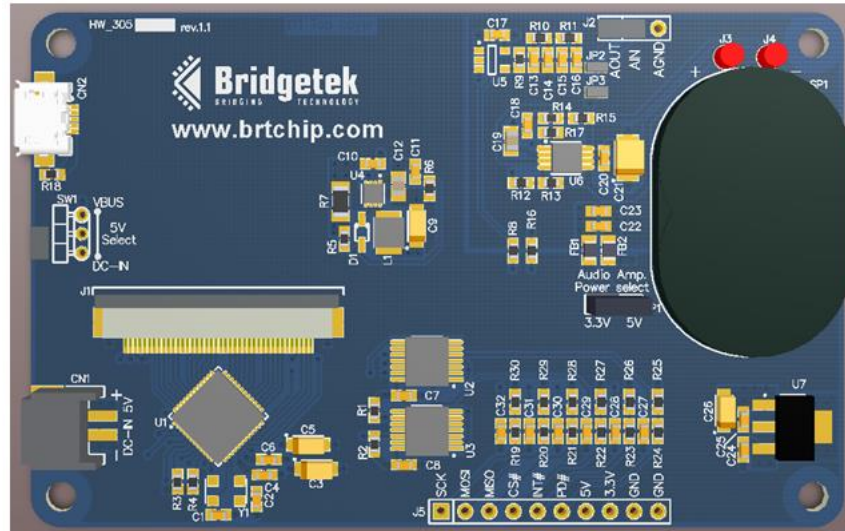 HW_305 rev.1.1
Bridgetek
BRIDGING TECHNOLOGY
www.brtchip.com
CN2
R18
SW1
VBUS
5V
Select
DC-IN
J1
CN1
+
5V
DC-IN
-
U1
R3
R4
C1
Y1
C2
C4
C6
C5
C3
C10
U4
C12
C11
R6
R7
R5
D1
L1
C9
C17
R10
R11
U5
R9
C13
C14
C15
C16
J2
AOUT
AIN
AGND
JP2
J3
J4
+
-
SP1
C18
C19
R14
R15
R17
U6
C20
C21
R12
R13
R8
R16
C23
C22
FB1
FB2
Audio Amp.
Power select
3.3V 5V
P1
U2
C7
U3
C8
R1
R2
R30
R29
R28
R27
R26
R25
C32
C31
C30
C29
C28
C27
R19
R20
R21
R22
R23
R24
J5
SCK
MOSI
MISO
CS#
INT#
PD#
5V
3.3V
GND
GND
C26
C25
C24
U7